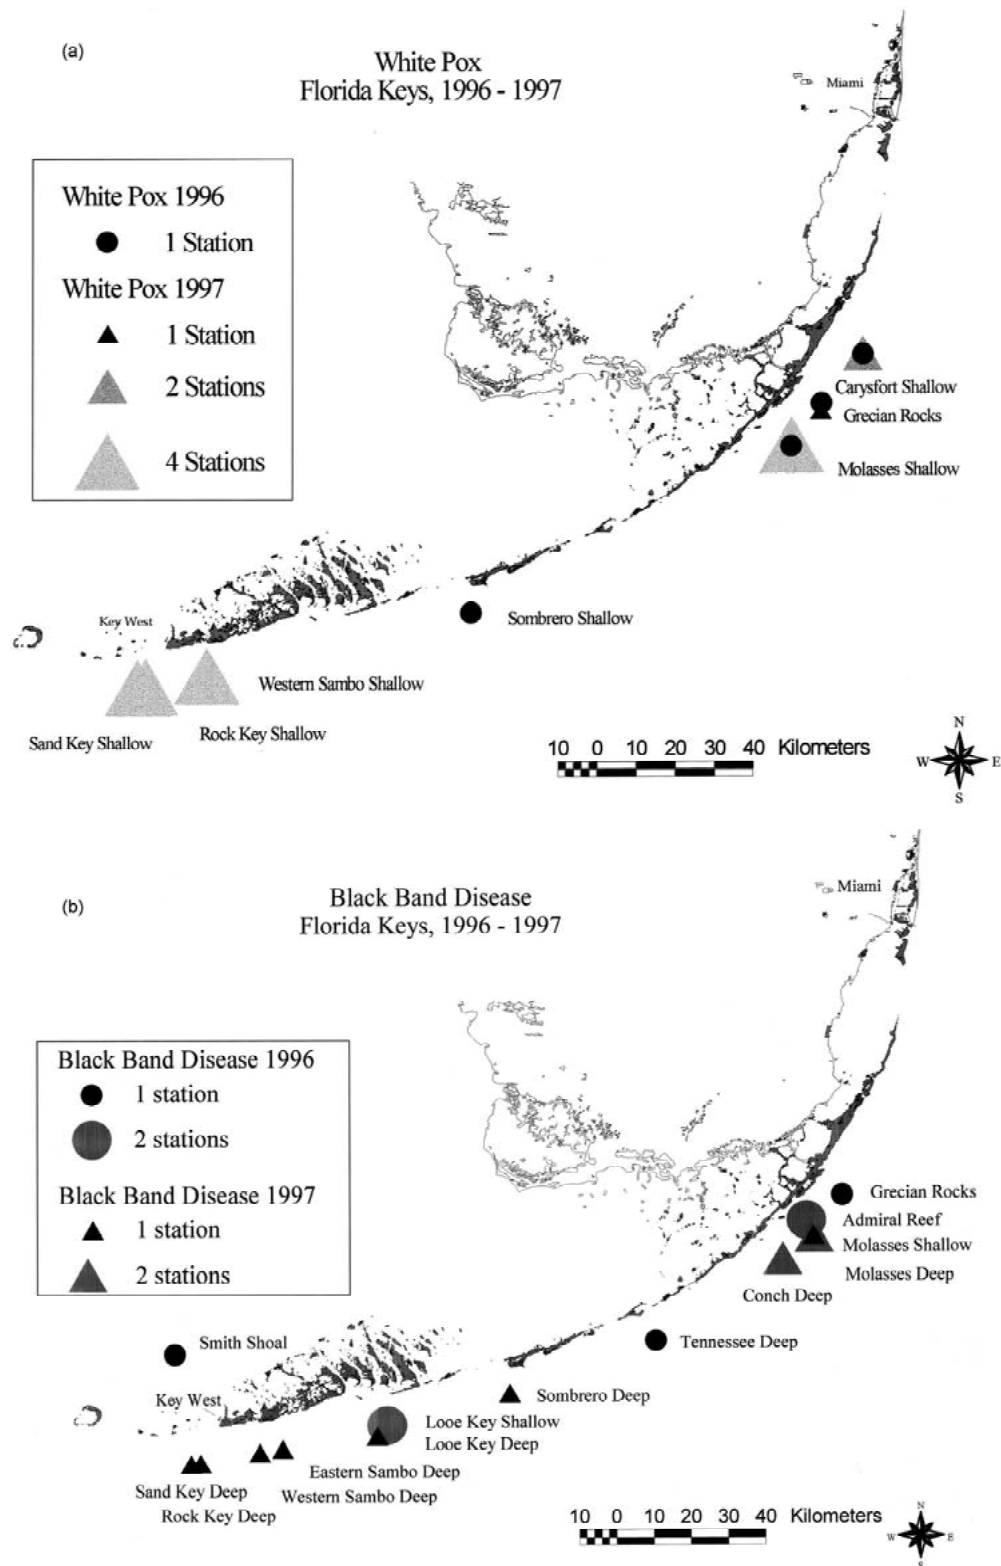 (a)
White Pox
Florida Keys, 1996 - 1997
Miami
White Pox 1996
1 Station
White Pox 1997
1 Station
2 Stations
4 Stations
Carysfort Shallow
Grecian Rocks
Molasses Shallow
Sombrero Shallow
Key West
Western Sambo Shallow
Rock Key Shallow
Sand Key Shallow
10 0 10 20 30 40 Kilometers
N
W E
S
(b)
Black Band Disease
Florida Keys, 1996 - 1997
Miami
Black Band Disease 1996
1 station
2 stations
Black Band Disease 1997
1 station
2 stations
Grecian Rocks
Admiral Reef
Molasses Shallow
Molasses Deep
Conch Deep
Tennessee Deep
Smith Shoal
Key West
Sombrero Deep
Looe Key Shallow
Looe Key Deep
Eastern Sambo Deep
Western Sambo Deep
Sand Key Deep
Rock Key Deep
10 0 10 20 30 40 Kilometers
N
W E
S